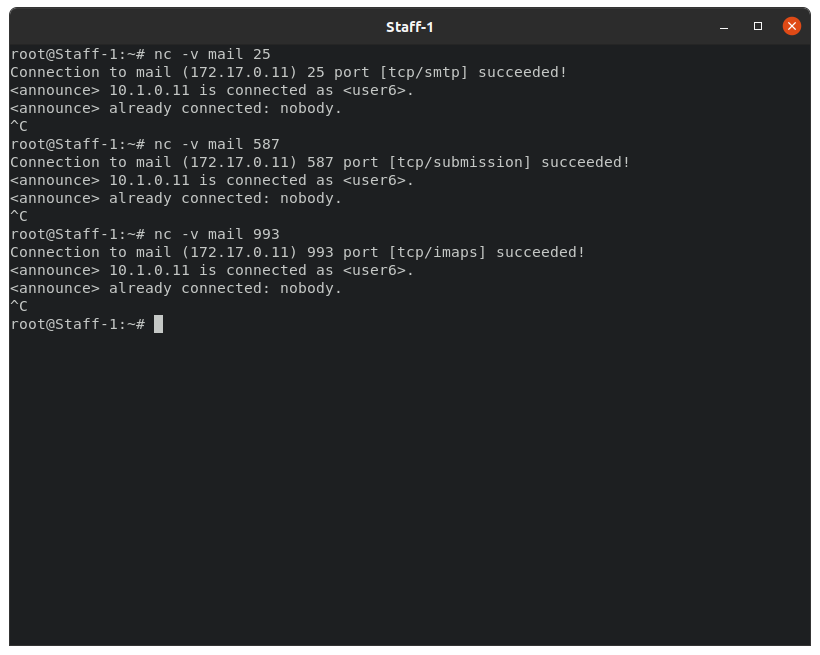 Staff-1
root@Staff-1:~# nc -v mail 25
Connection to mail (172.17.0.11) 25 port [tcp/smtp] succeeded!
<announce> 10.1.0.11 is connected as <user6>.
<announce> already connected: nobody.
^C
root@Staff-1:~# nc -v mail 587
Connection to mail (172.17.0.11) 587 port [tcp/submission] succeeded!
<announce> 10.1.0.11 is connected as <user6>.
<announce> already connected: nobody.
^C
root@Staff-1:~# nc -v mail 993
Connection to mail (172.17.0.11) 993 port [tcp/imaps] succeeded!
<announce> 10.1.0.11 is connected as <user6>.
<announce> already connected: nobody.
^C
root@Staff-1:~#